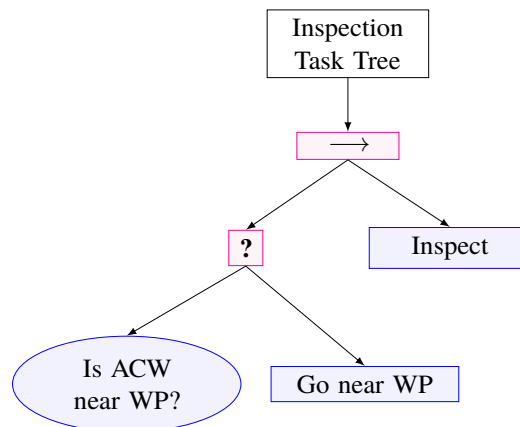 Inspection
Task Tree
⟶
?
Inspect
Is ACW
near WP?
Go near WP